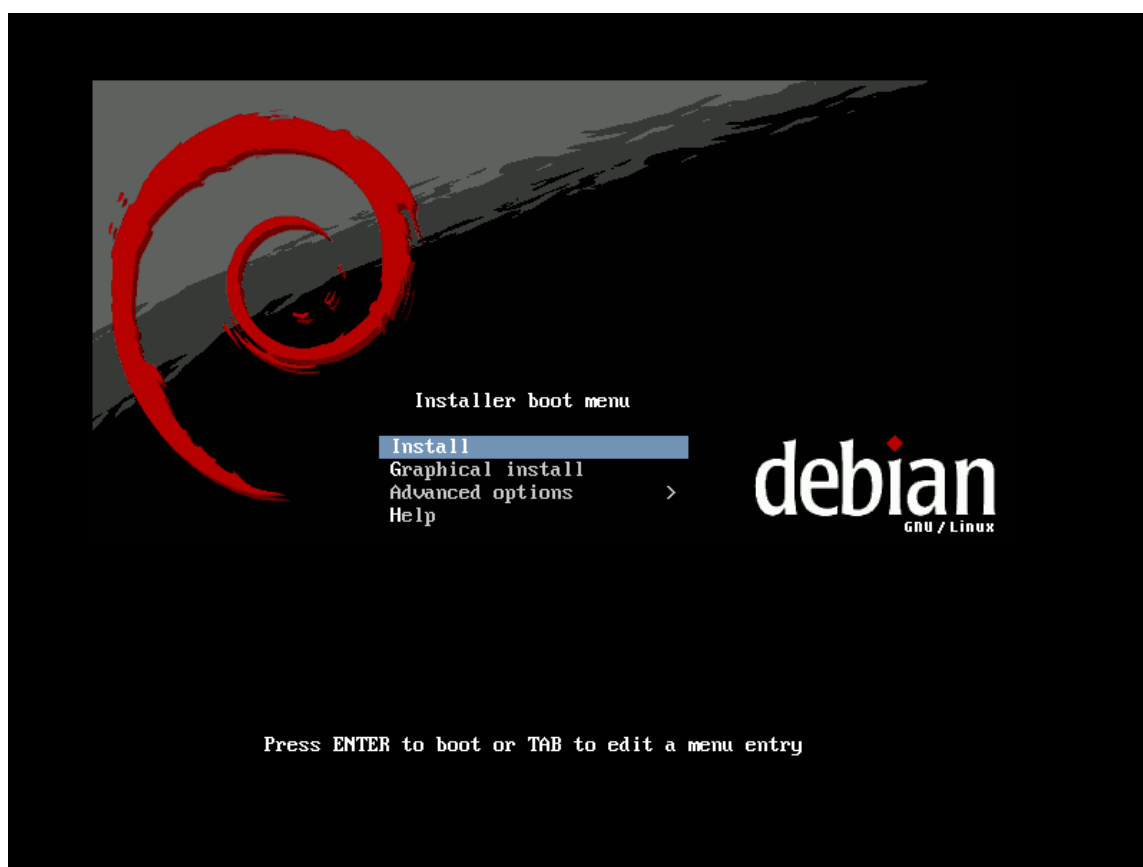 Installer boot menu
Install
Graphical install
Advanced options >
Help
debian
GNU/Linux
Press ENTER to boot or TAB to edit a menu entry